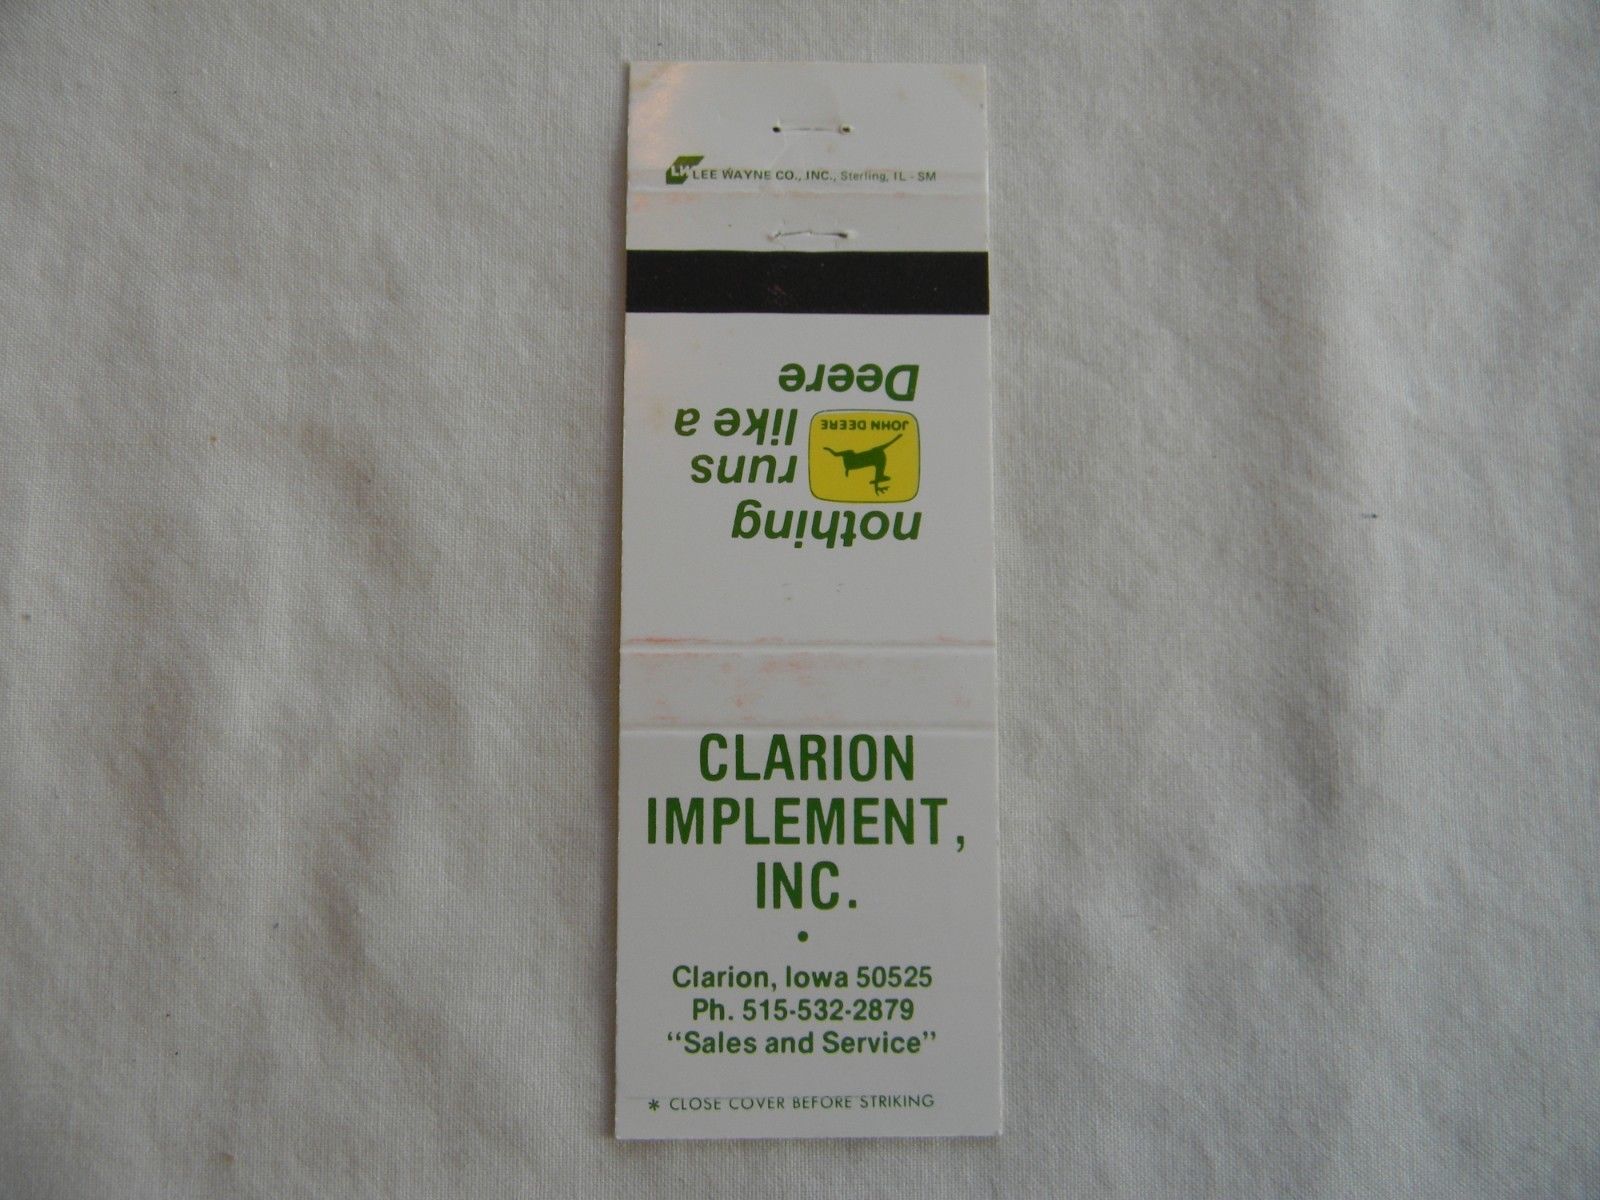 LW LEE WAYNE CO., INC., Sterling, IL - SM
nothing
runs
like a
Deere
JOHN DEERE
CLARION
IMPLEMENT,
INC.
•
Clarion, Iowa 50525
Ph. 515-532-2879
“Sales and Service”
* CLOSE COVER BEFORE STRIKING